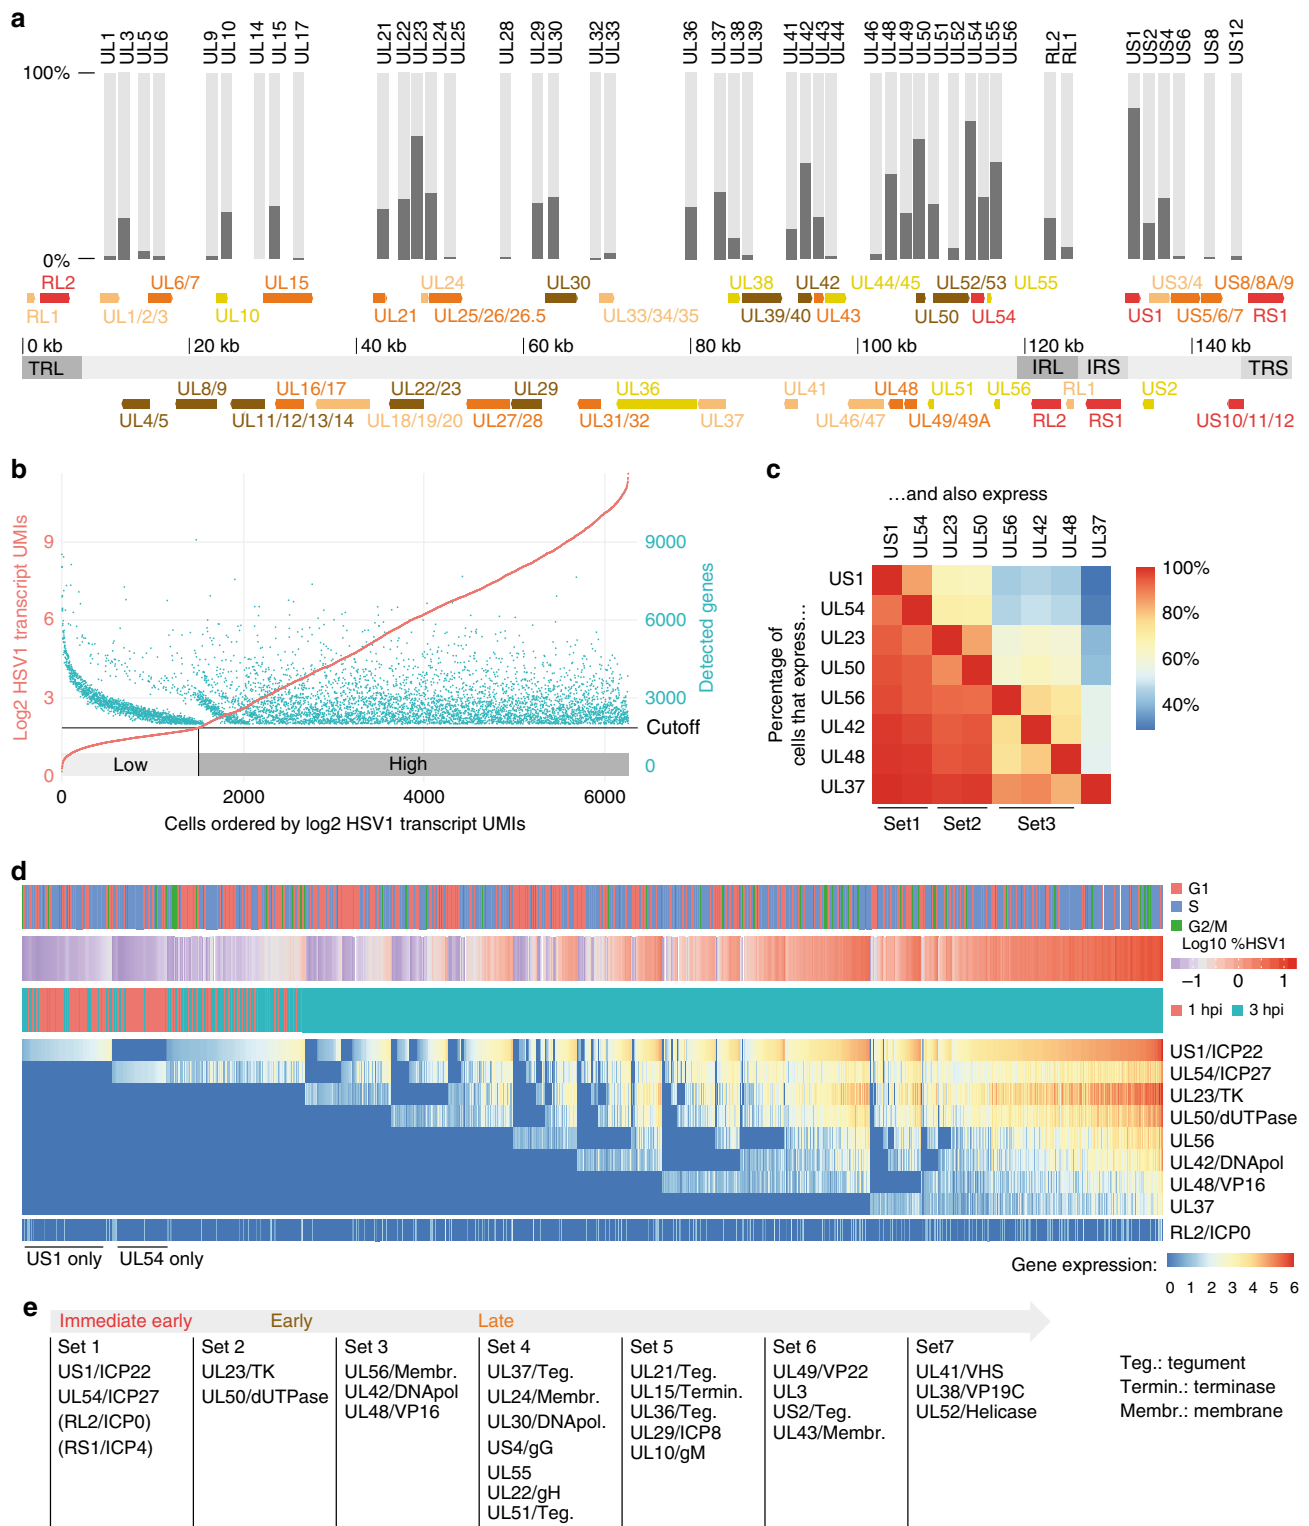 a
UL1 UL3 UL5 UL6 UL9 UL10 UL14 UL15 UL17 UL21 UL22 UL23 UL24 UL25 UL28 UL29 UL30 UL32 UL33 UL36 UL37 UL38 UL39 UL41 UL42 UL43 UL44 UL46 UL48 UL49 UL50 UL51 UL52 UL54 UL55 UL56 RL2 RL1 US1 US2 US4 US6 US8 US12
100%
0%
RL2 UL6/7 UL15 UL24 UL30 UL38 UL42 UL44/45 UL52/53 UL55 US3/4 US8/8A/9
RL1 UL1/2/3 UL10 UL21 UL25/26/26.5 UL33/34/35 UL39/40 UL43 UL50 UL54 US1 US5/6/7 RS1
0 kb 20 kb 40 kb 60 kb 80 kb 100 kb 120 kb 140 kb
TRL IRL IRS TRS
UL8/9 UL16/17 UL22/23 UL29 UL36 UL41 UL48 UL51 UL56 RL1 US2
UL4/5 UL11/12/13/14 UL18/19/20 UL27/28 UL31/32 UL37 UL46/47 UL49/49A RL2 RS1 US10/11/12
b
Log2 HSV1 transcript UMIs
9
6
3
0
9000
6000
3000
0
Detected genes
Cutoff
Low
High
0 2000 4000 6000
Cells ordered by log2 HSV1 transcript UMIs
c
...and also express
US1 UL54 UL23 UL50 UL56 UL42 UL48 UL37
Percentage of
cells that express...
US1
UL54
UL23
UL50
UL56
UL42
UL48
UL37
Set1 Set2 Set3
100%
80%
60%
40%
d
G1
S
G2/M
Log10 %HSV1
−1 0 1
1 hpi 3 hpi
US1/ICP22
UL54/ICP27
UL23/TK
UL50/dUTPase
UL56
UL42/DNApol
UL48/VP16
UL37
RL2/ICP0
US1 only UL54 only
Gene expression:
0 1 2 3 4 5 6
e
Immediate early Early Late
Set 1
US1/ICP22
UL54/ICP27
(RL2/ICP0)
(RS1/ICP4)
Set 2
UL23/TK
UL50/dUTPase
Set 3
UL56/Membr.
UL42/DNApol
UL48/VP16
Set 4
UL37/Teg.
UL24/Membr.
UL30/DNApol.
US4/gG
UL55
UL22/gH
UL51/Teg.
Set 5
UL21/Teg.
UL15/Termin.
UL36/Teg.
UL29/ICP8
UL10/gM
Set 6
UL49/VP22
UL3
US2/Teg.
UL43/Membr.
Set7
UL41/VHS
UL38/VP19C
UL52/Helicase
Teg.: tegument
Termin.: terminase
Membr.: membrane